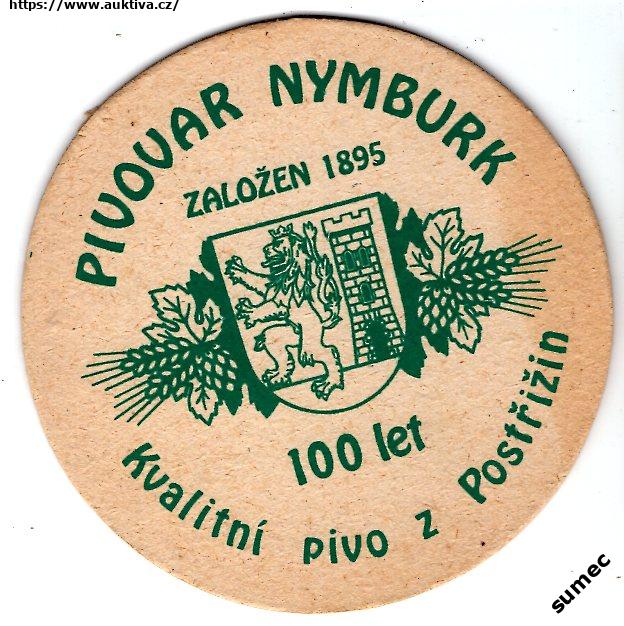 https://www.auktiva.cz/
PIVOVAR NYMBURK
ZALOŽEN 1895
100 let
Kvalitní pivo z Postřižin
sumec